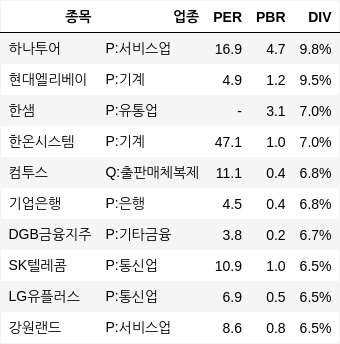 종목 업종 PER PBR DIV
하나투어 P:서비스업 16.9 4.7 9.8%
현대엘리베이 P:기계 4.9 1.2 9.5%
한샘 P:유통업 - 3.1 7.0%
한온시스템 P:기계 47.1 1.0 7.0%
컴투스 Q:출판매체복제 11.1 0.4 6.8%
기업은행 P:은행 4.5 0.4 6.8%
DGB금융지주 P:기타금융 3.8 0.2 6.7%
SK텔레콤 P:통신업 10.9 1.0 6.5%
LG유플러스 P:통신업 6.9 0.5 6.5%
강원랜드 P:서비스업 8.6 0.8 6.5%